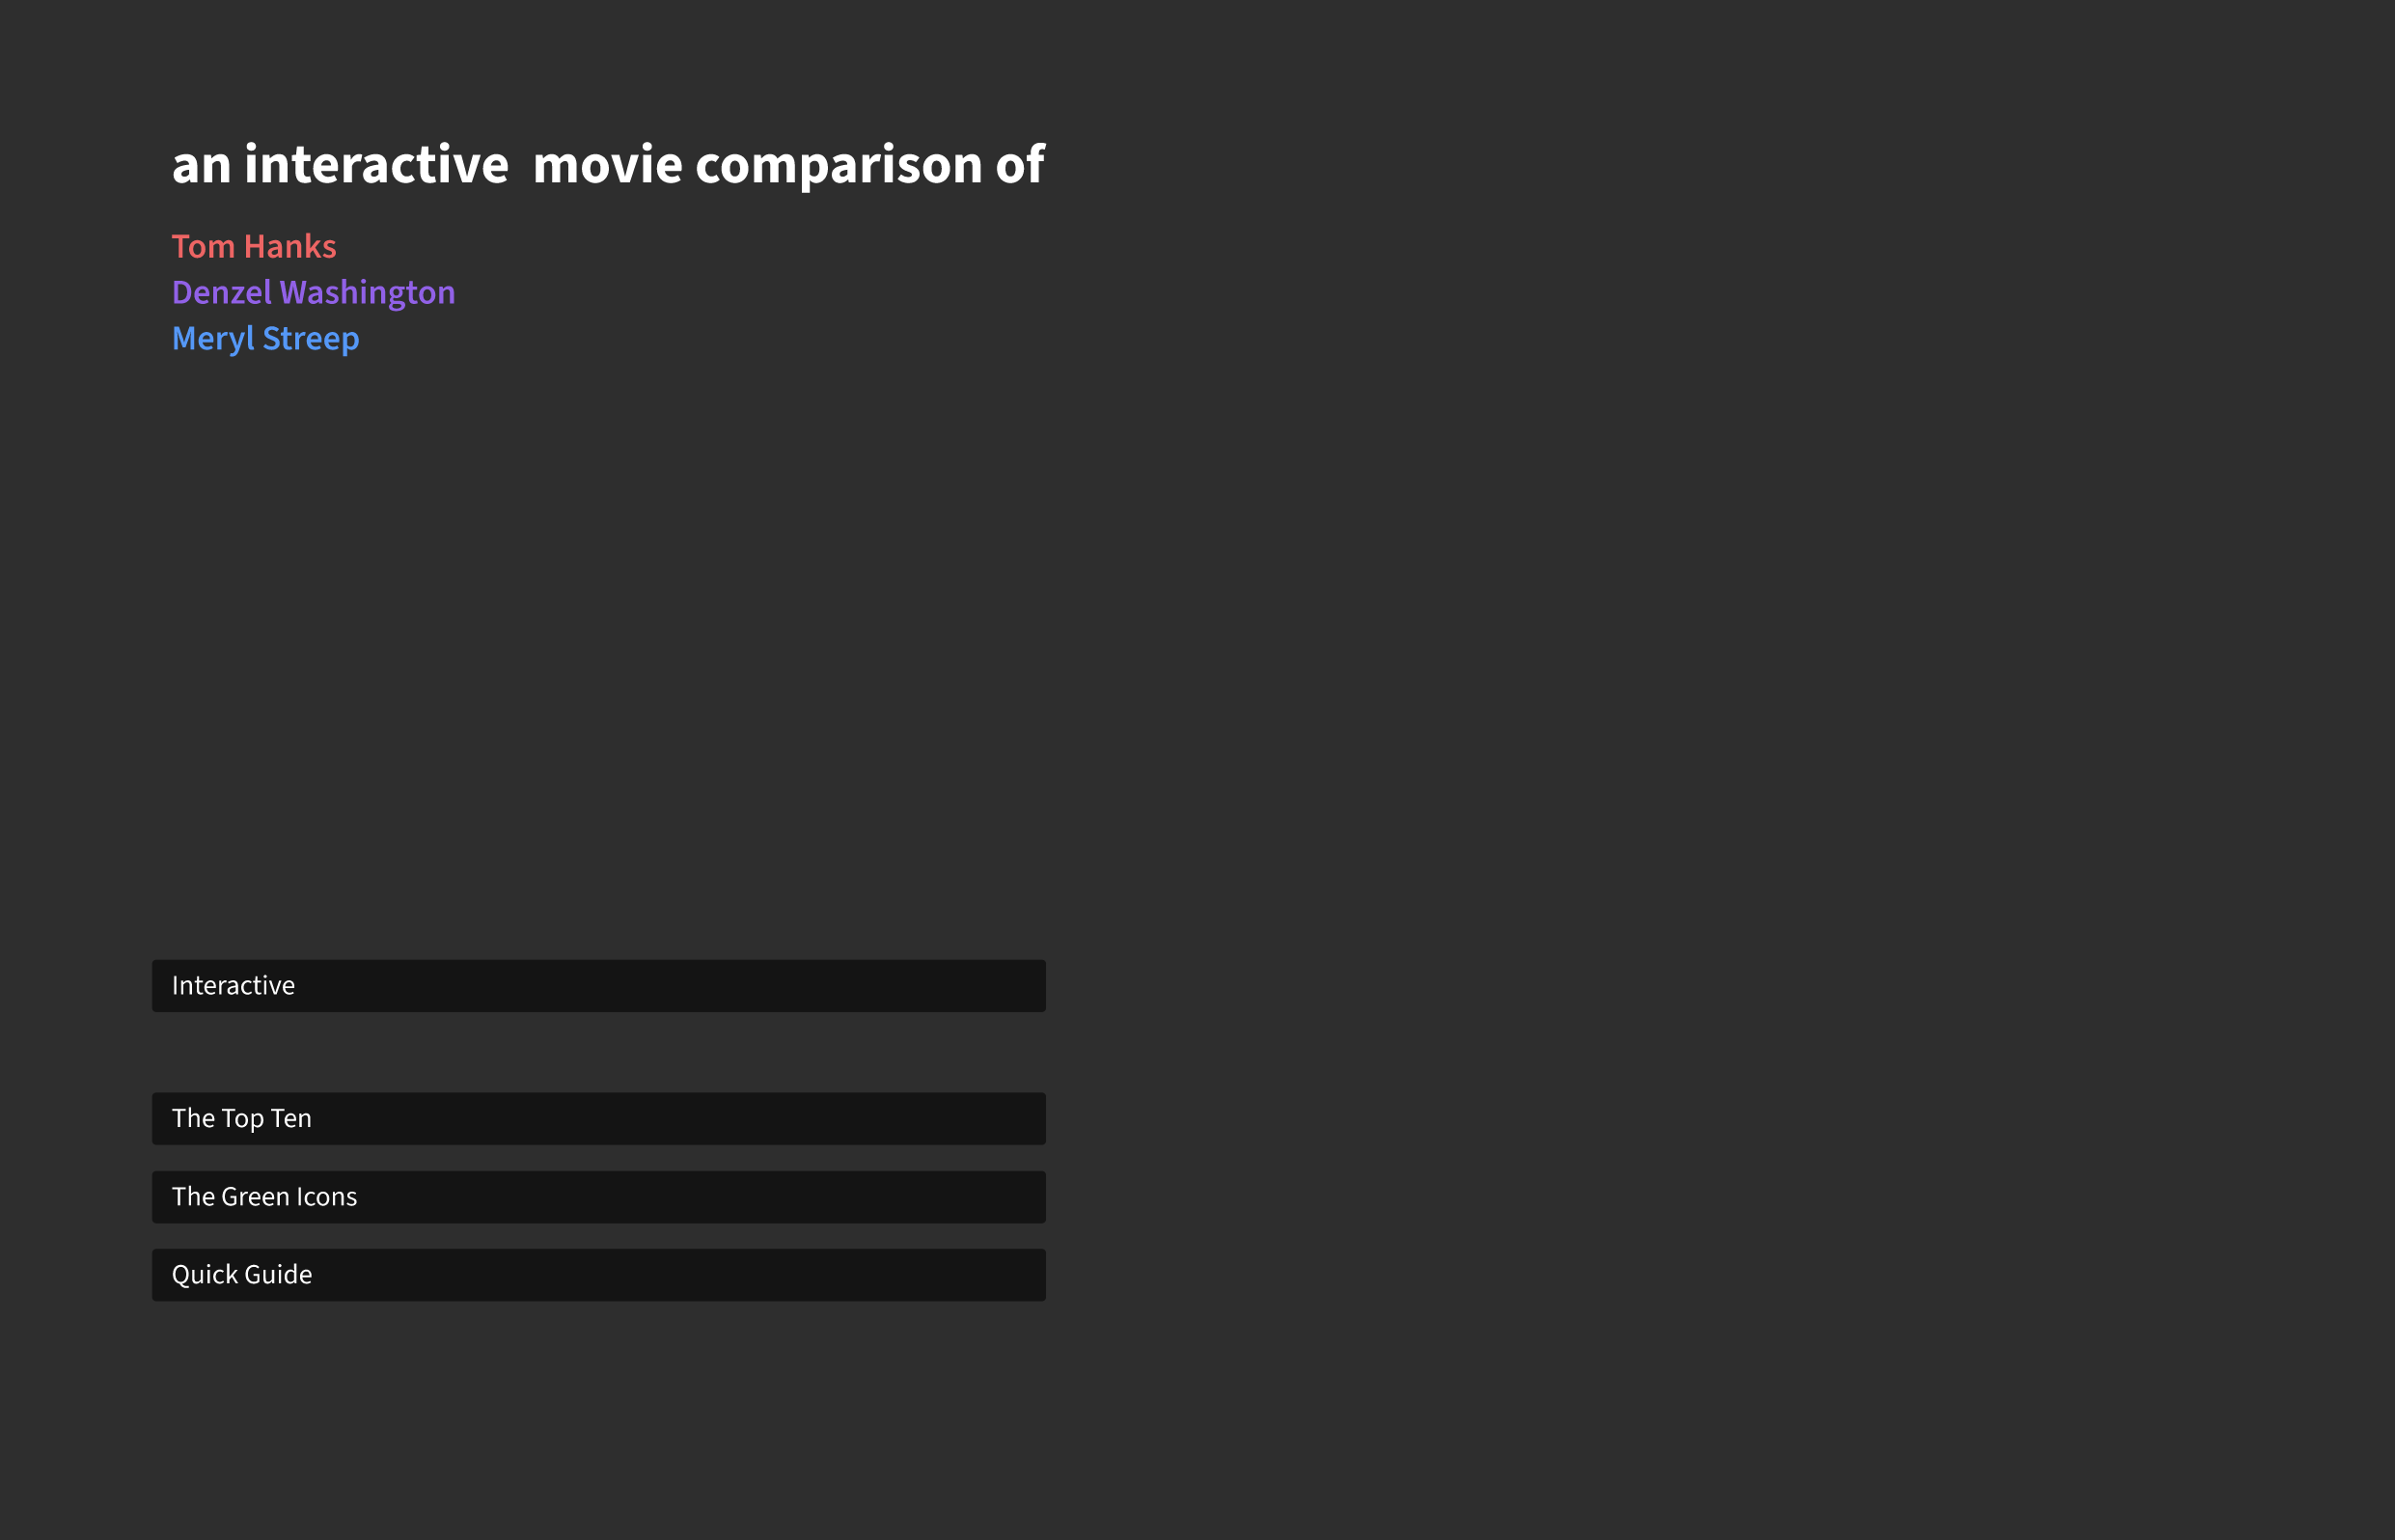 an interactive  movie comparison of
Tom Hanks
Denzel Washington
Meryl Streep
Interactive
The Top Ten
The Green Icons
Quick Guide